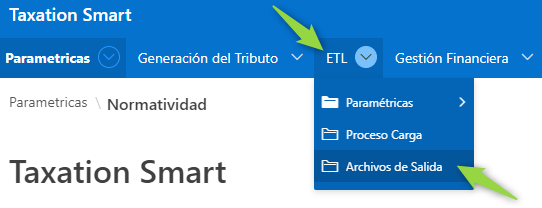 Taxation Smart
Parametricas Generación del Tributo ETL Gestión Financiera
Paramétricas
Parametricas \ Normatividad
Proceso Carga
Archivos de Salida
Taxation Smart